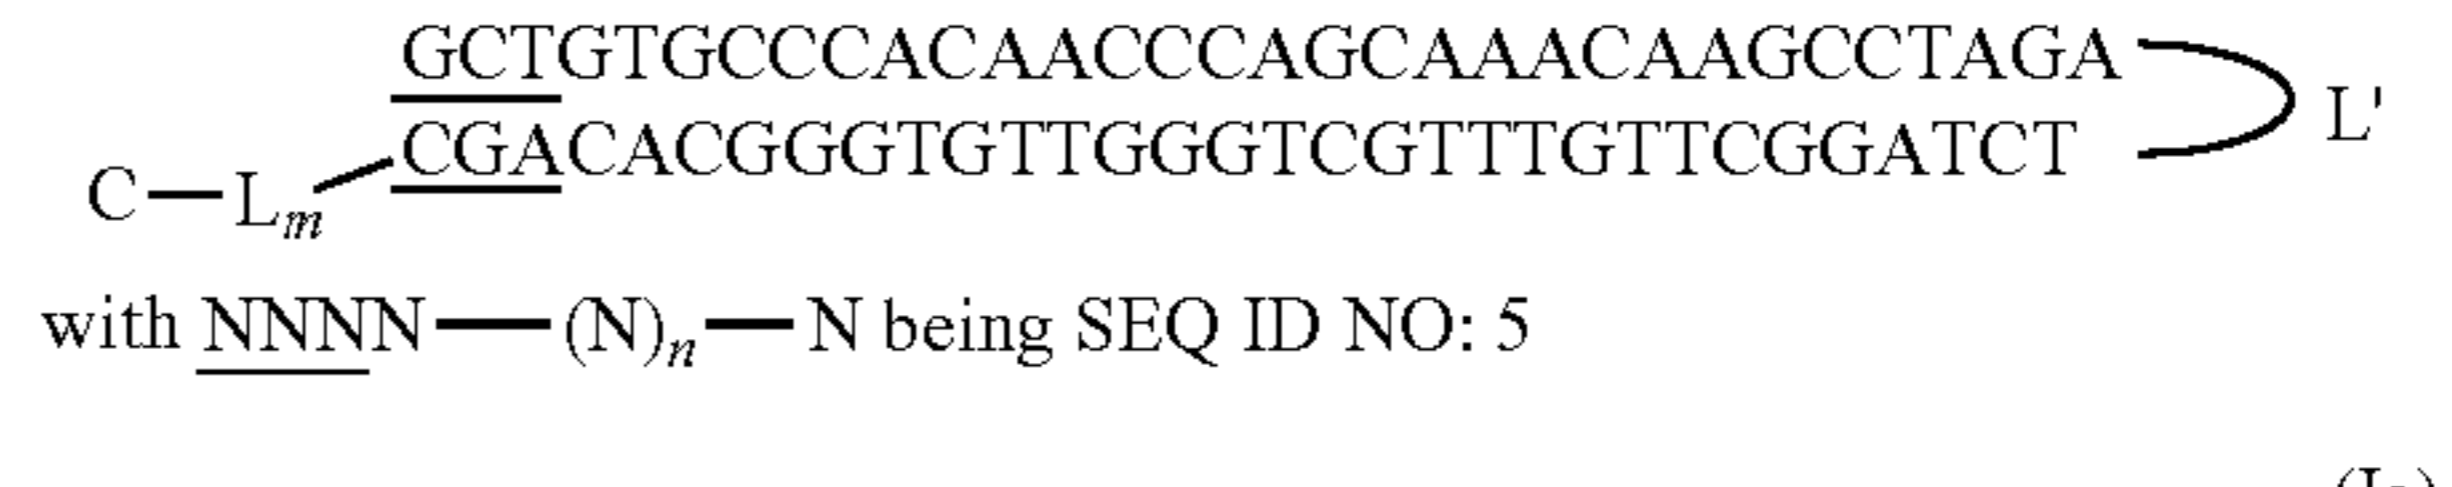 GCTGTGCCCACAACCCAGCAAACAAGCCTAGA
CGACACGGGTGTTGGGTCGTTTGTTCGGATCT
L'
C—Lm
with NNNN—(N)n—N being SEQ ID NO: 5